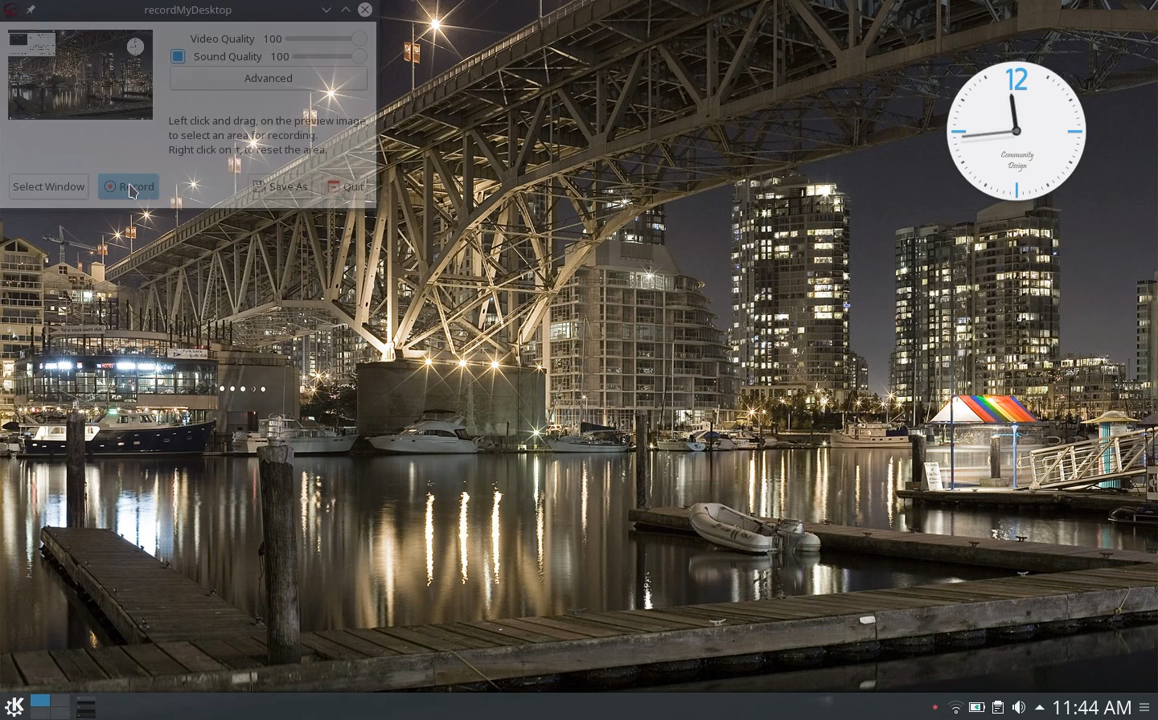 recordMyDesktop
Video Quality 100
Sound Quality 100
Advanced
Left click and drag, on the preview image,
to select an area for recording.
Right click on it, to reset the area.
Select Window
Record
Save As
Quit
12
Community
Design
11:44 AM